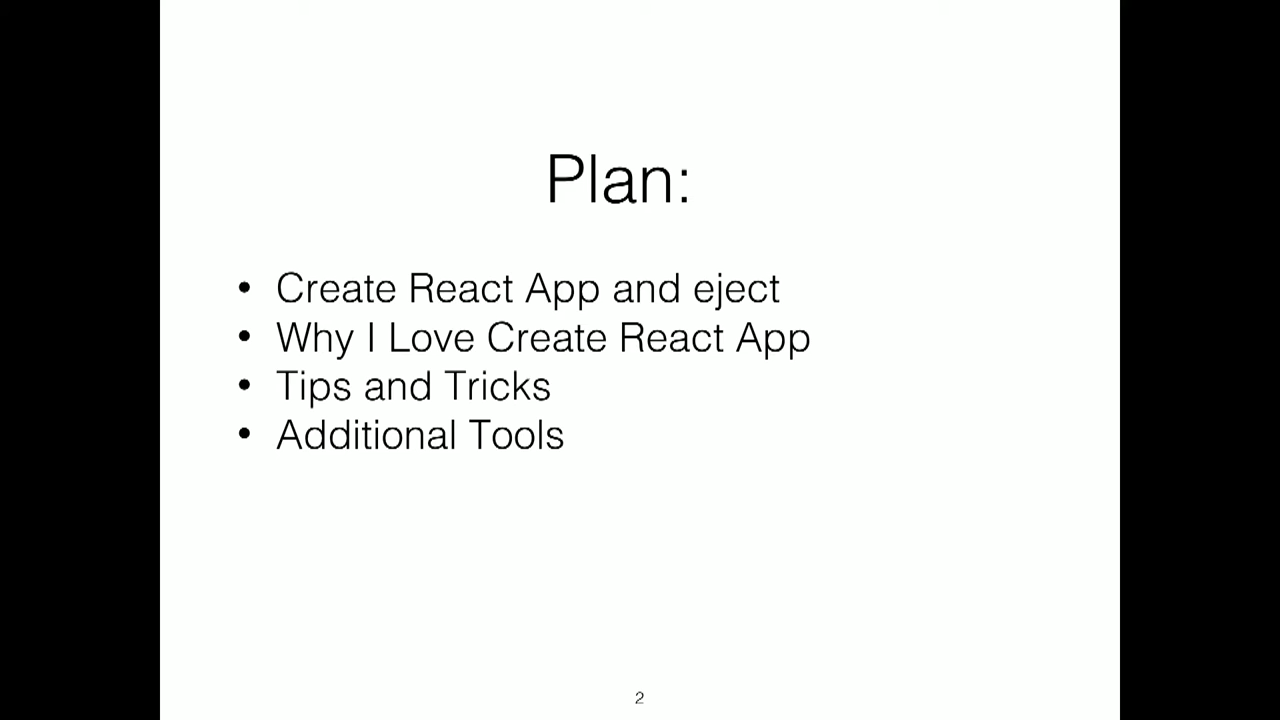 Plan:
• Create React App and eject
• Why I Love Create React App
• Tips and Tricks
• Additional Tools
2